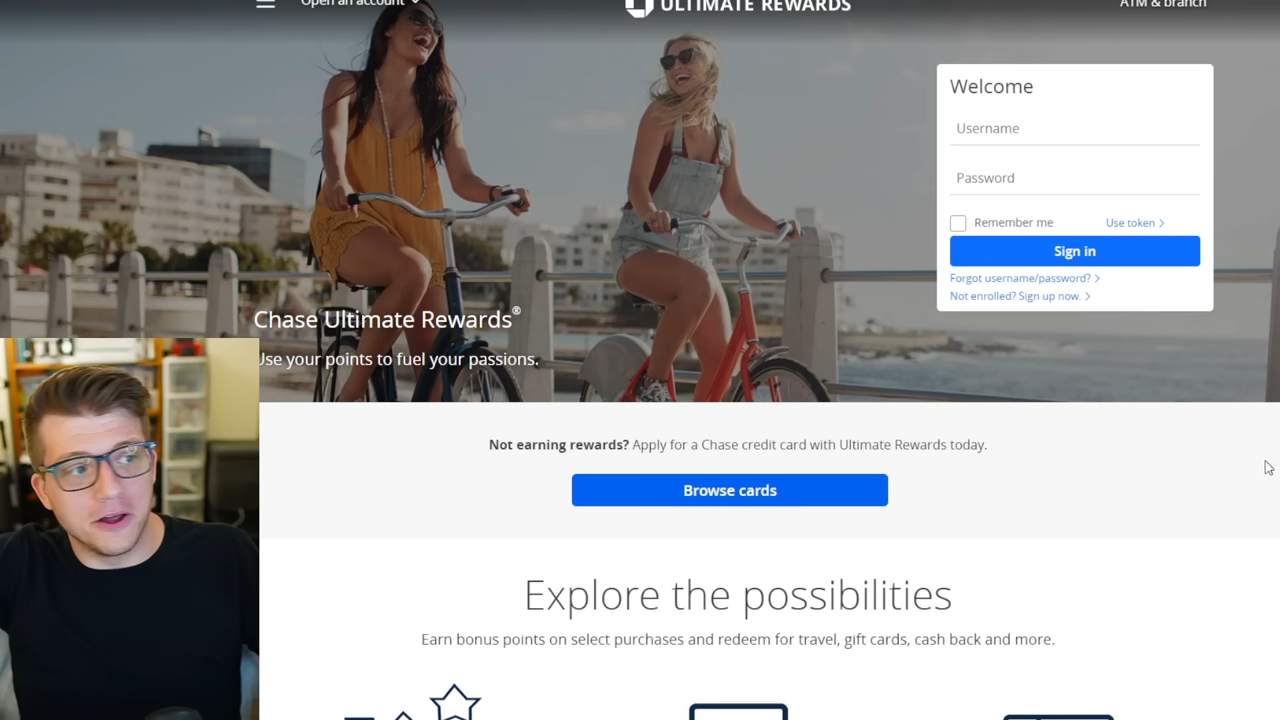 Open an account
ULTIMATE REWARDS
ATM & branch
Welcome
Username
Password
Remember me
Use token
Sign in
Forgot username/password?
Not enrolled? Sign up now.
Chase Ultimate Rewards®
Use your points to fuel your passions.
Not earning rewards? Apply for a Chase credit card with Ultimate Rewards today.
Browse cards
Explore the possibilities
Earn bonus points on select purchases and redeem for travel, gift cards, cash back and more.